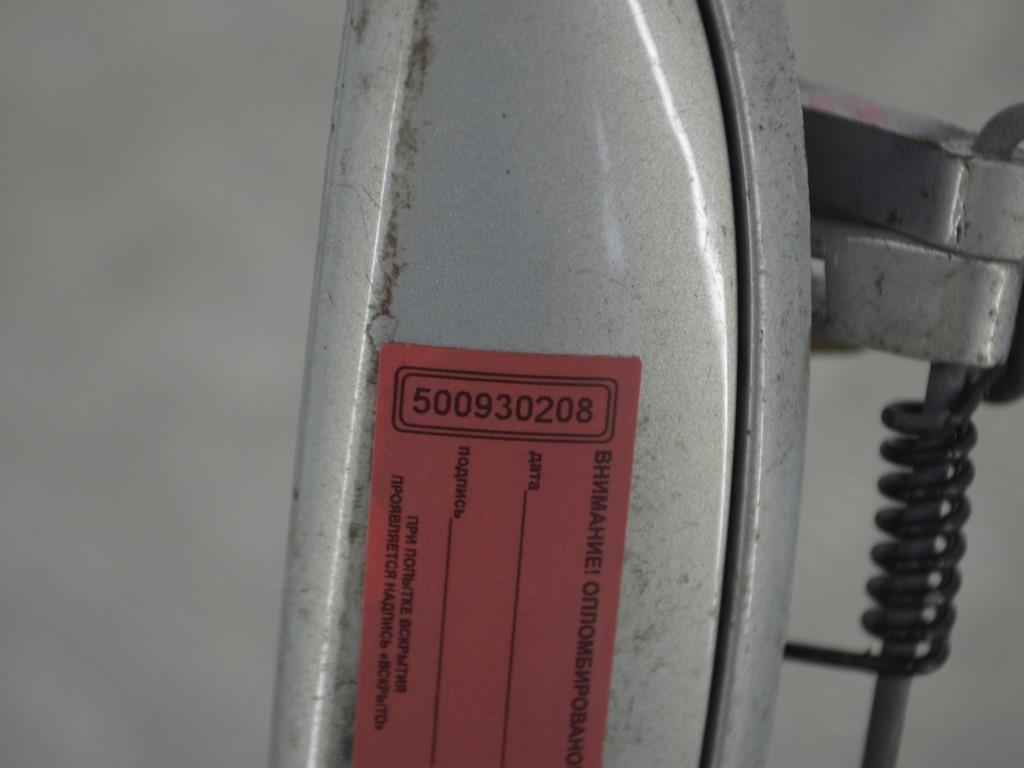 500930208
ВНИМАНИЕ! ОПЛОМБИРОВАНО!
дата
подпись
ПРИ ПОПЫТКЕ ВСКРЫТИЯ
ПРОЯВЛЯЕТСЯ НАДПИСЬ «ВСКРЫТО»